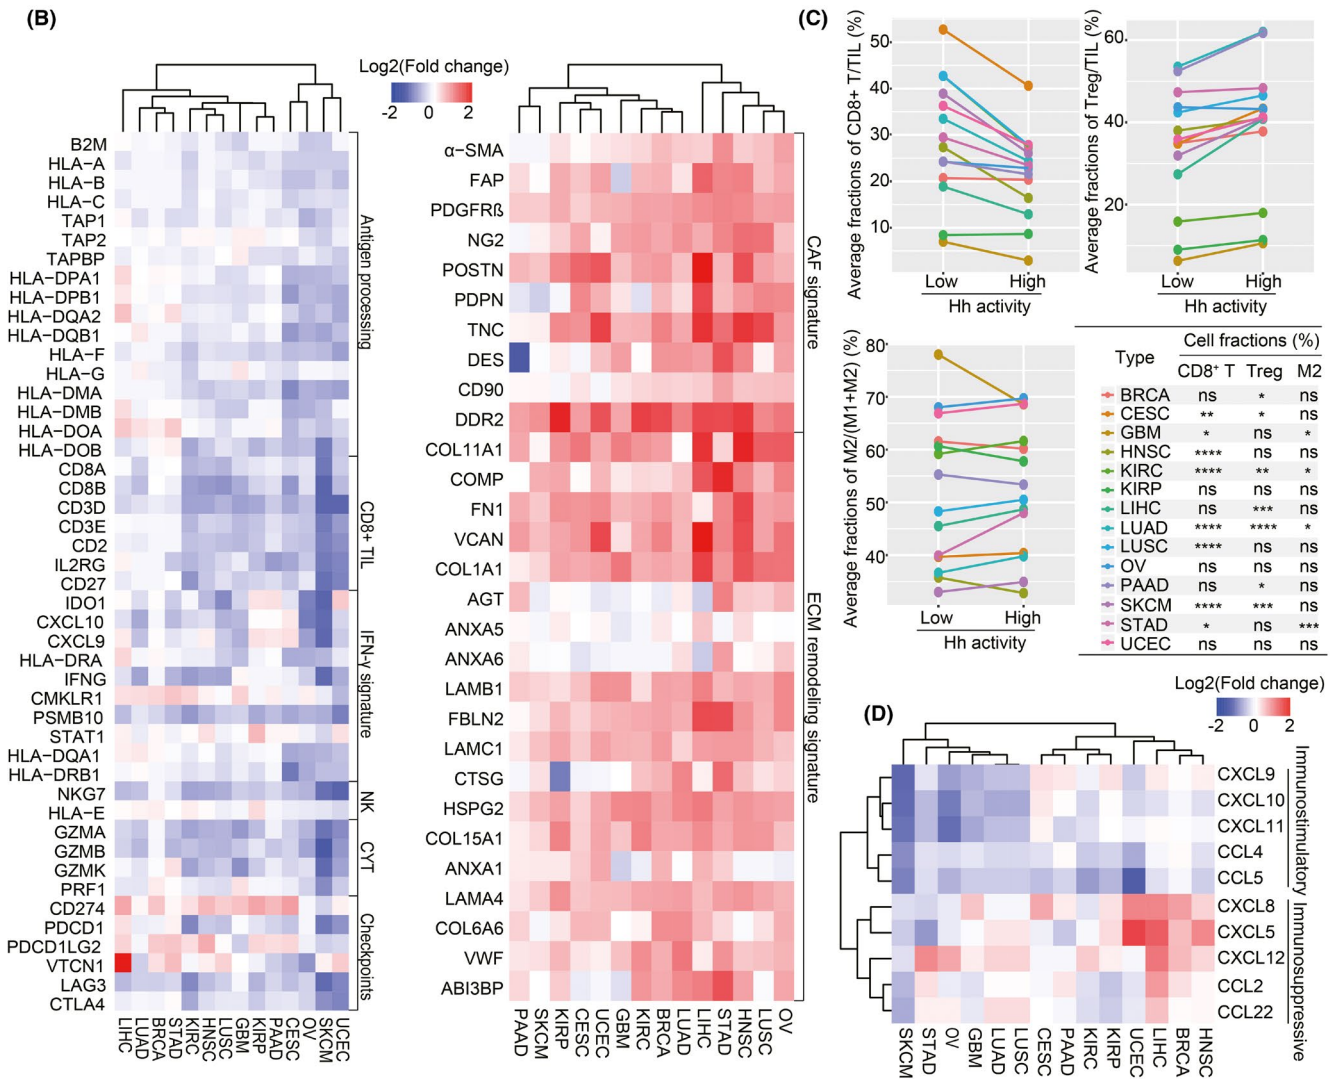 (B)
Log2(Fold change)
-2 0 2
B2M
HLA-A
HLA-B
HLA-C
TAP1
TAP2
TAPBP
HLA-DPA1
HLA-DPB1
HLA-DQA2
HLA-DQB1
HLA-F
HLA-G
HLA-DMA
HLA-DMB
HLA-DOA
HLA-DOB
CD8A
CD8B
CD3D
CD3E
CD2
IL2RG
CD27
IDO1
CXCL10
CXCL9
HLA-DRA
IFNG
CMKLR1
PSMB10
STAT1
HLA-DQA1
HLA-DRB1
NKG7
HLA-E
GZMA
GZMB
GZMK
PRF1
CD274
PDCD1
PDCD1LG2
VTCN1
LAG3
CTLA4
Antigen processing
CD8+ TIL
IFN-γ signature
NK
CYT
Checkpoints
LIHC
LUAD
BRCA
STAD
KIRC
HNSC
LUSC
GBM
KIRP
PAAD
CESC
OV
SKCM
UCEC
α-SMA
FAP
PDGFRß
NG2
POSTN
PDPN
TNC
DES
CD90
DDR2
COL11A1
COMP
FN1
VCAN
COL1A1
AGT
ANXA5
ANXA6
LAMB1
FBLN2
LAMC1
CTSG
HSPG2
COL15A1
ANXA1
LAMA4
COL6A6
VWF
ABI3BP
CAF signature
ECM remodeling signature
PAAD
SKCM
KIRP
CESC
UCEC
GBM
KIRC
BRCA
LUAD
LIHC
STAD
HNSC
LUSC
OV
(C)
Average fractions of CD8+ T/TIL (%)
50
40
30
20
10
Low High
Hh activity
Average fractions of Treg/TIL (%)
60
40
20
Low High
Hh activity
Average fractions of M2/(M1+M2) (%)
80
70
60
50
40
Low High
Hh activity
Cell fractions (%)
Type CD8+ T Treg M2
BRCA ns * ns
CESC ** * ns
GBM * ns *
HNSC **** ns ns
KIRC **** ** *
KIRP ns ns ns
LIHC ns *** ns
LUAD **** **** *
LUSC **** ns ns
OV ns ns ns
PAAD ns * ns
SKCM **** *** ns
STAD * ns ***
UCEC ns ns ns
(D)
Log2(Fold change)
-2 0 2
CXCL9
CXCL10
CXCL11
CCL4
CCL5
CXCL8
CXCL5
CXCL12
CCL2
CCL22
Immunostimulatory
Immunosuppressive
SKCM
STAD
OV
GBM
LUAD
LUSC
CESC
PAAD
KIRC
KIRP
UCEC
LIHC
BRCA
HNSC